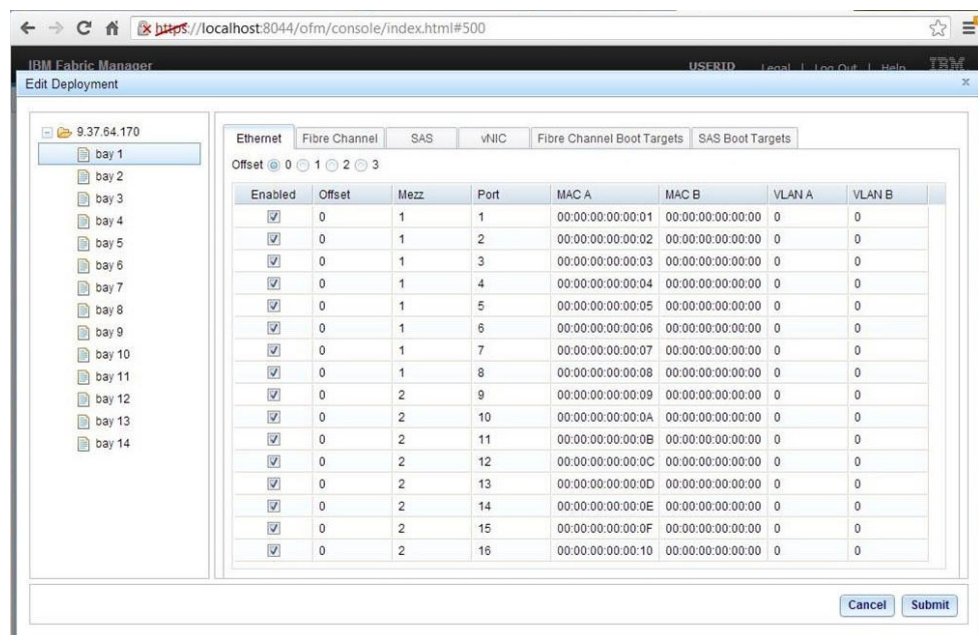 https://localhost:8044/ofm/console/index.html#500
IBM Fabric Manager USERID Legal | Log Out | Help IBM
Edit Deployment x
9.37.64.170
bay 1
bay 2
bay 3
bay 4
bay 5
bay 6
bay 7
bay 8
bay 9
bay 10
bay 11
bay 12
bay 13
bay 14
Ethernet Fibre Channel SAS vNIC Fibre Channel Boot Targets SAS Boot Targets
Offset 0 1 2 3
Enabled Offset Mezz Port MAC A MAC B VLAN A VLAN B
0 1 1 00:00:00:00:00:01 00:00:00:00:00:00 0 0
0 1 2 00:00:00:00:00:02 00:00:00:00:00:00 0 0
0 1 3 00:00:00:00:00:03 00:00:00:00:00:00 0 0
0 1 4 00:00:00:00:00:04 00:00:00:00:00:00 0 0
0 1 5 00:00:00:00:00:05 00:00:00:00:00:00 0 0
0 1 6 00:00:00:00:00:06 00:00:00:00:00:00 0 0
0 1 7 00:00:00:00:00:07 00:00:00:00:00:00 0 0
0 1 8 00:00:00:00:00:08 00:00:00:00:00:00 0 0
0 2 9 00:00:00:00:00:09 00:00:00:00:00:00 0 0
0 2 10 00:00:00:00:00:0A 00:00:00:00:00:00 0 0
0 2 11 00:00:00:00:00:0B 00:00:00:00:00:00 0 0
0 2 12 00:00:00:00:00:0C 00:00:00:00:00:00 0 0
0 2 13 00:00:00:00:00:0D 00:00:00:00:00:00 0 0
0 2 14 00:00:00:00:00:0E 00:00:00:00:00:00 0 0
0 2 15 00:00:00:00:00:0F 00:00:00:00:00:00 0 0
0 2 16 00:00:00:00:00:10 00:00:00:00:00:00 0 0
Cancel Submit